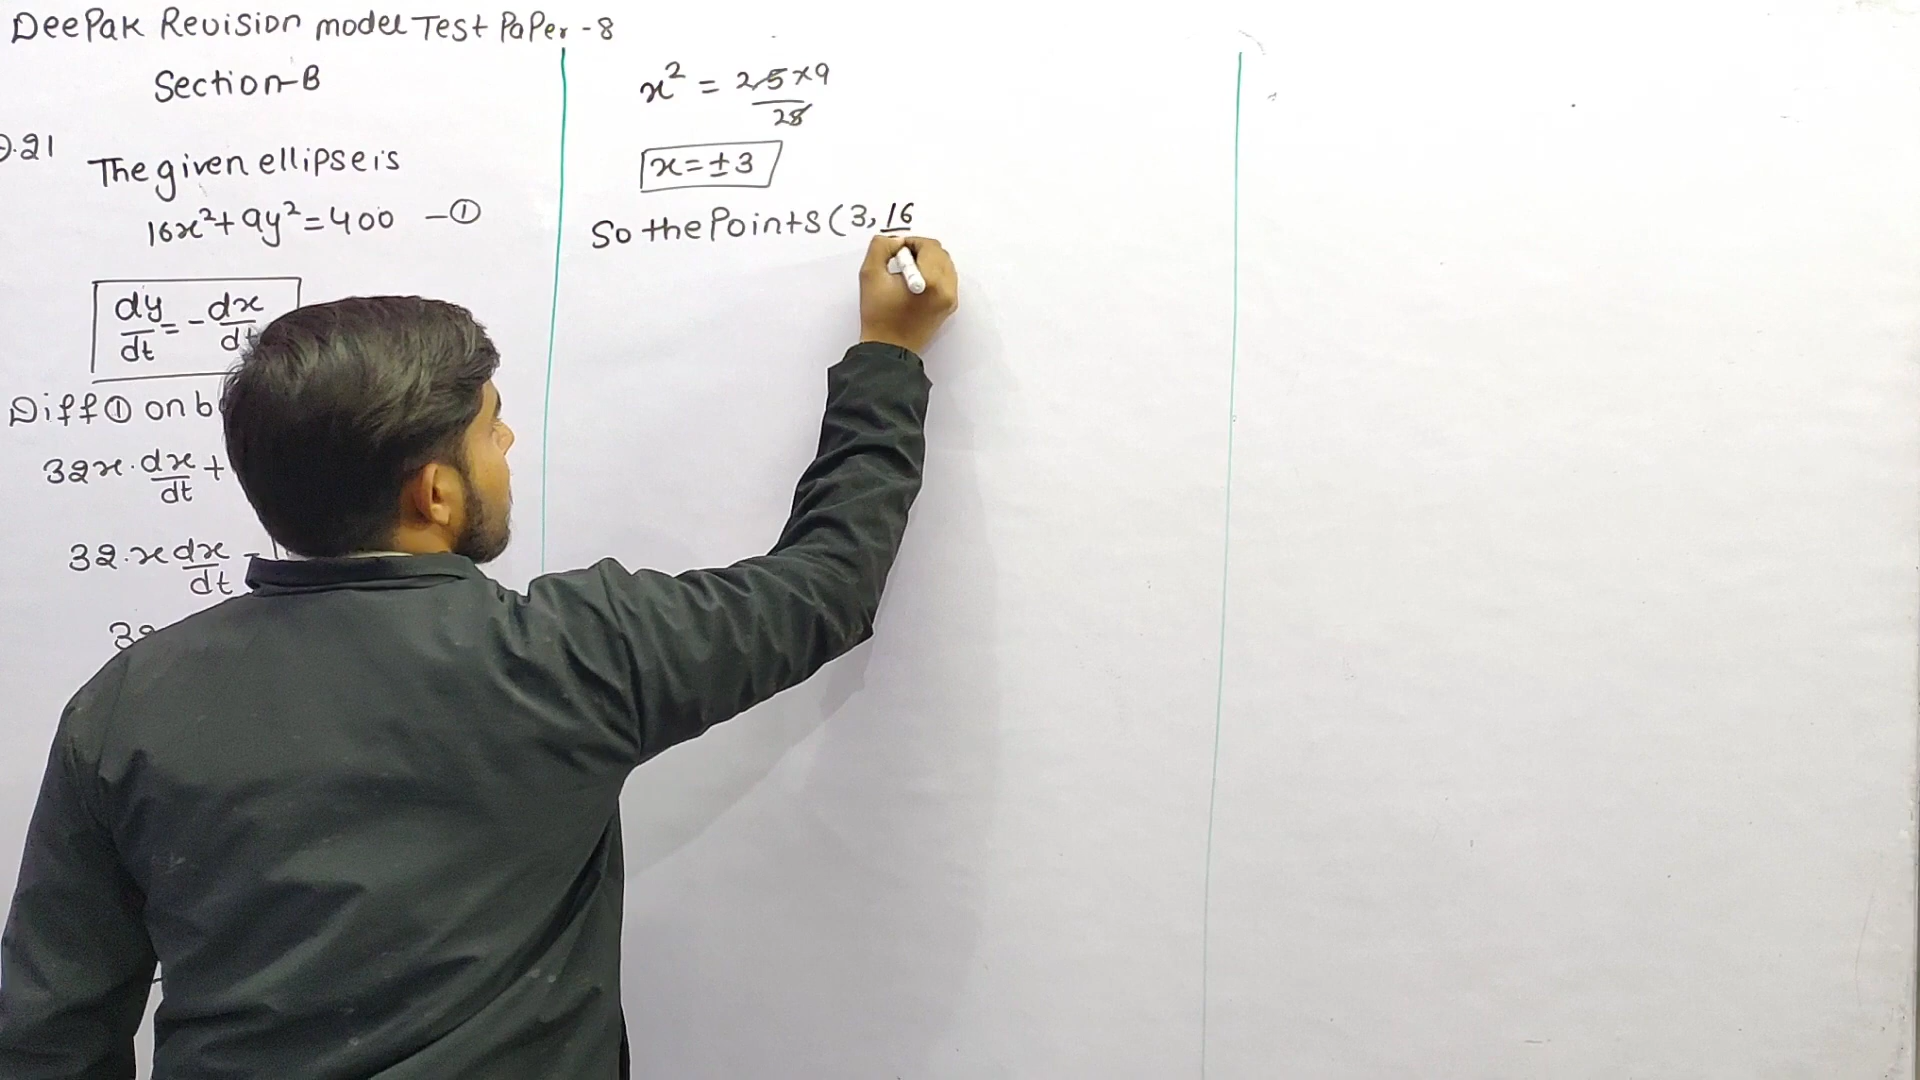 DeePak Revision model Test PaPer - 8
Section-B
Q.21
The given ellipse is
16x²+9y²=400 -①
dy/dt = -dx/dt
Diff ① on b
32x.dx/dt +
32.x dx/dt =
32
x² = 25×9/25
x=±3
So the Points (3, 16